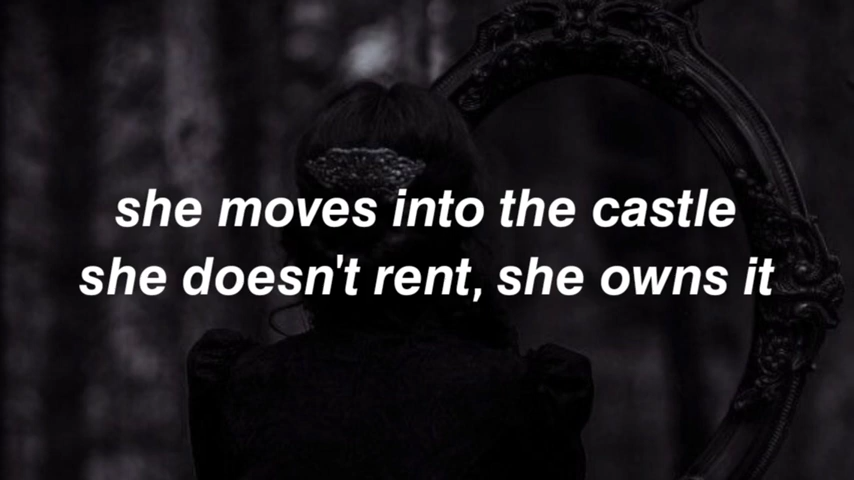 she moves into the castle
she doesn't rent, she owns it